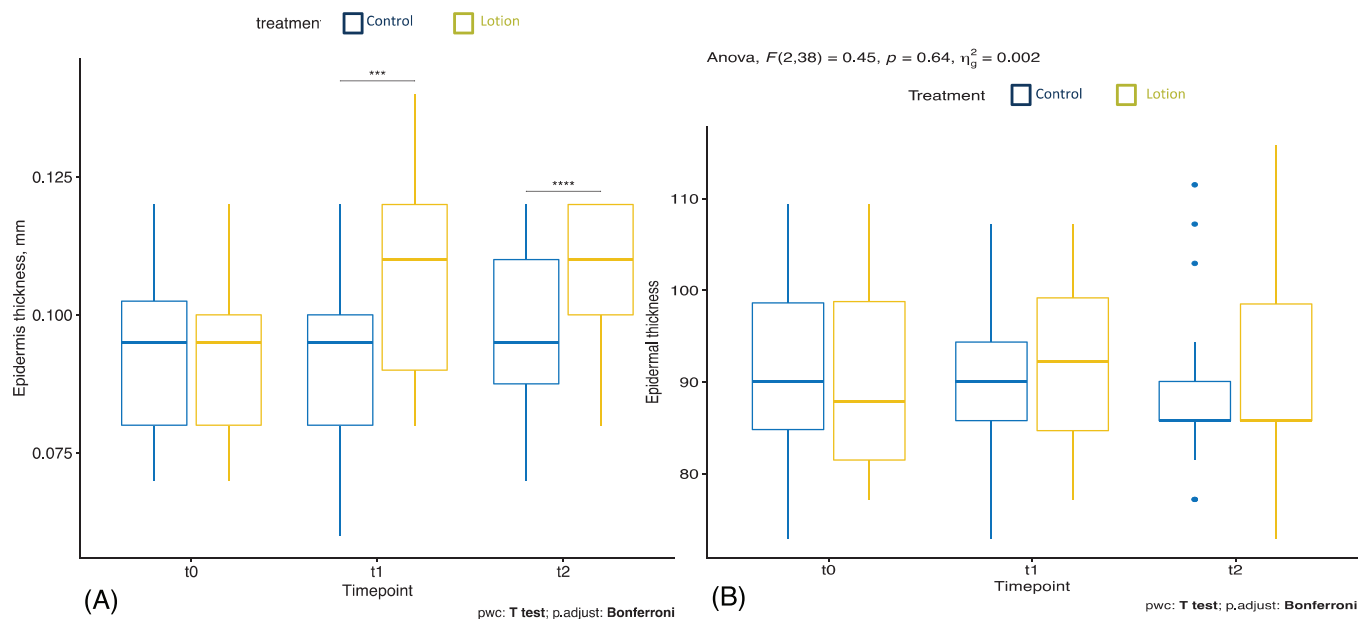 treatment Control Lotion
***
****
0.125
0.100
0.075
Epidermis thickness, mm
t0 t1 t2
Timepoint
(A)
pwc: T test; p.adjust: Bonferroni
Anova, F(2,38) = 0.45, p = 0.64, η²g = 0.002
Treatment Control Lotion
110
100
90
80
Epidermal thickness
t0 t1 t2
Timepoint
(B)
pwc: T test; p.adjust: Bonferroni